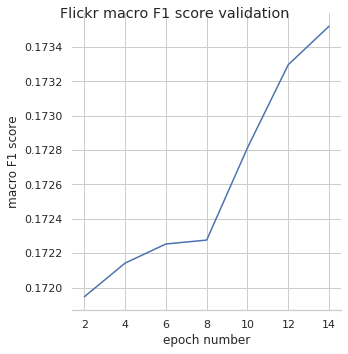 Flickr macro F1 score validation
macro F1 score
0.1734
0.1732
0.1730
0.1728
0.1726
0.1724
0.1722
0.1720
2 4 6 8 10 12 14
epoch number